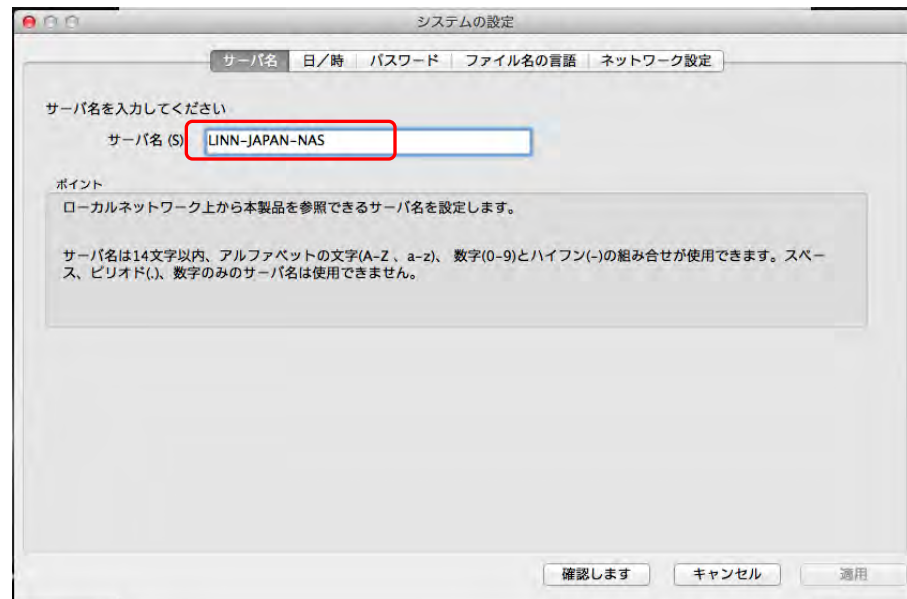 システムの設定
サーバ名 日／時 パスワード ファイル名の言語 ネットワーク設定
サーバ名を入力してください
サーバ名 (S) LINN-JAPAN-NAS
ポイント
ローカルネットワーク上から本製品を参照できるサーバ名を設定します。
サーバ名は14文字以内、アルファベットの文字(A-Z 、a-z)、 数字(0-9)とハイフン(-)の組み合せが使用できます。スペー
ス、ピリオド(.)、数字のみのサーバ名は使用できません。
確認します キャンセル 適用